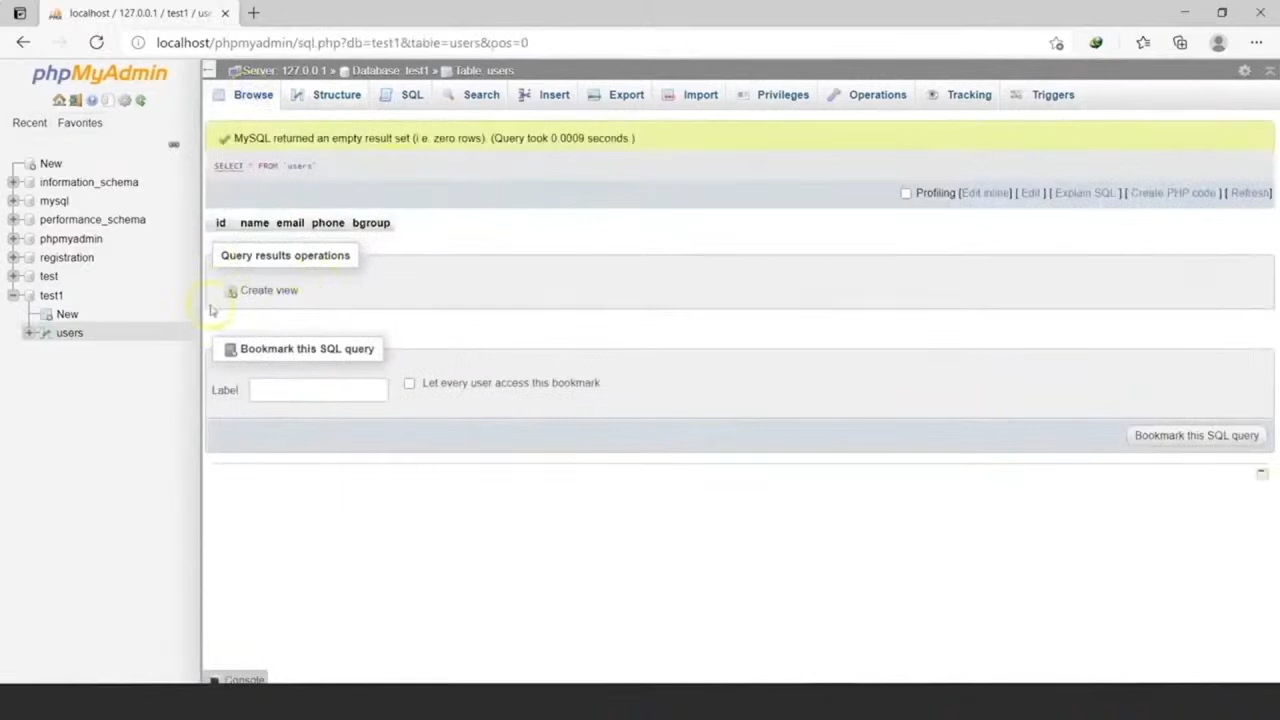 localhost / 127.0.0.1 / test1 / use
localhost/phpmyadmin/sql.php?db=test1&table=users&pos=0
phpMyAdmin
Recent Favorites
New
information_schema
mysql
performance_schema
phpmyadmin
registration
test
test1
New
users
Server: 127.0.0.1 » Database: test1 » Table: users
Browse Structure SQL Search Insert Export Import Privileges Operations Tracking Triggers
MySQL returned an empty result set (i.e. zero rows). (Query took 0.0009 seconds.)
SELECT * FROM `users`
Profiling [Edit inline] [ Edit ] [ Explain SQL ] [ Create PHP code ] [ Refresh]
id name email phone bgroup
Query results operations
Create view
Bookmark this SQL query
Label Let every user access this bookmark
Bookmark this SQL query
Console